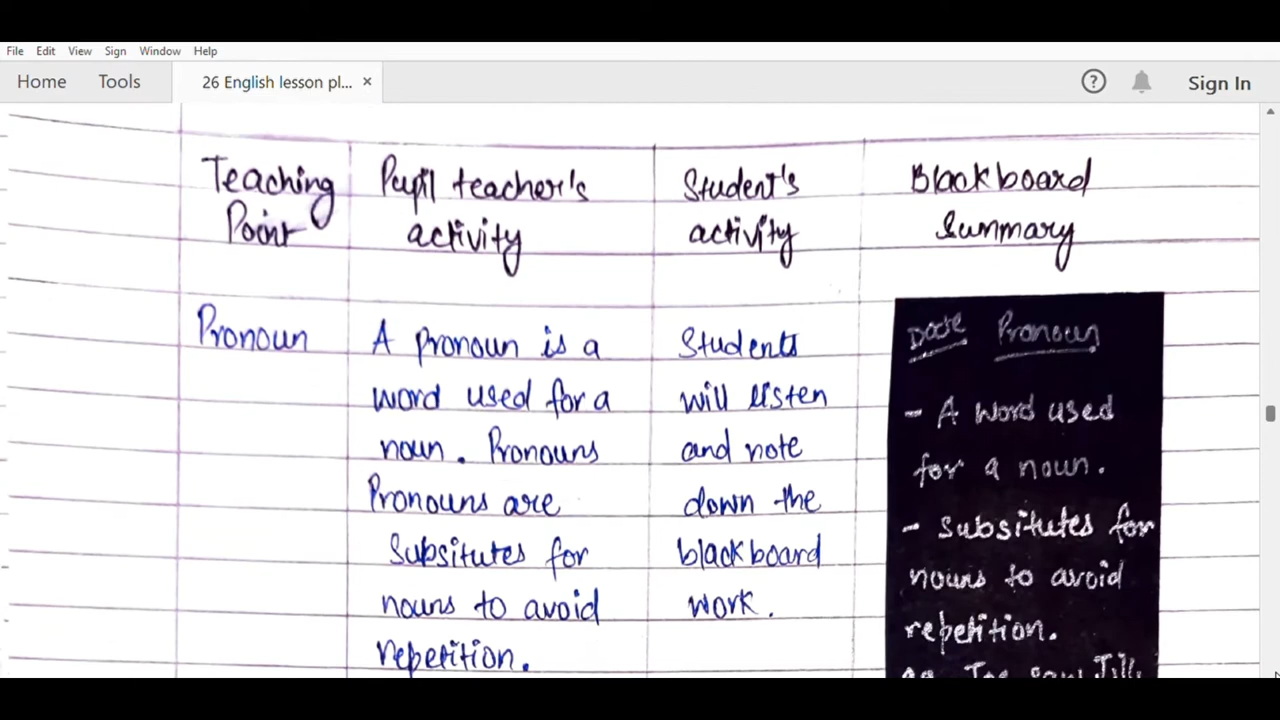 File Edit View Sign Window Help
Home Tools 26 English lesson pl... × ? Sign In
Teaching
Point
Pupil teacher's
activity
Student's
activity
Blackboard
Summary
Pronoun
A pronoun is a
word used for a
noun. Pronouns
Pronouns are
Subsitutes for
nouns to avoid
repetition.
Students
will listen
and note
down the
blackboard
work.
Date Pronoun
- A word used
for a noun.
- Subsitutes for
nouns to avoid
repetition.